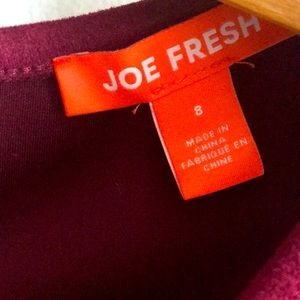 JOE FRESH
8
MADE IN
CHINA
FABRIQUÉ EN
CHINE